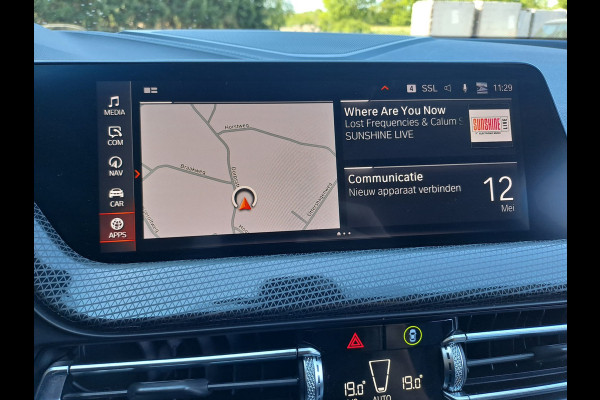 4 SSL 11:29
MEDIA
COM
NAV
CAR
APPS
Where Are You Now
Lost Frequencies & Calum S
SUNSHINE LIVE
SUNSHINE
LIVE
Communicatie
Nieuw apparaat verbinden
12
Mei
19.0 19.0
AUTO